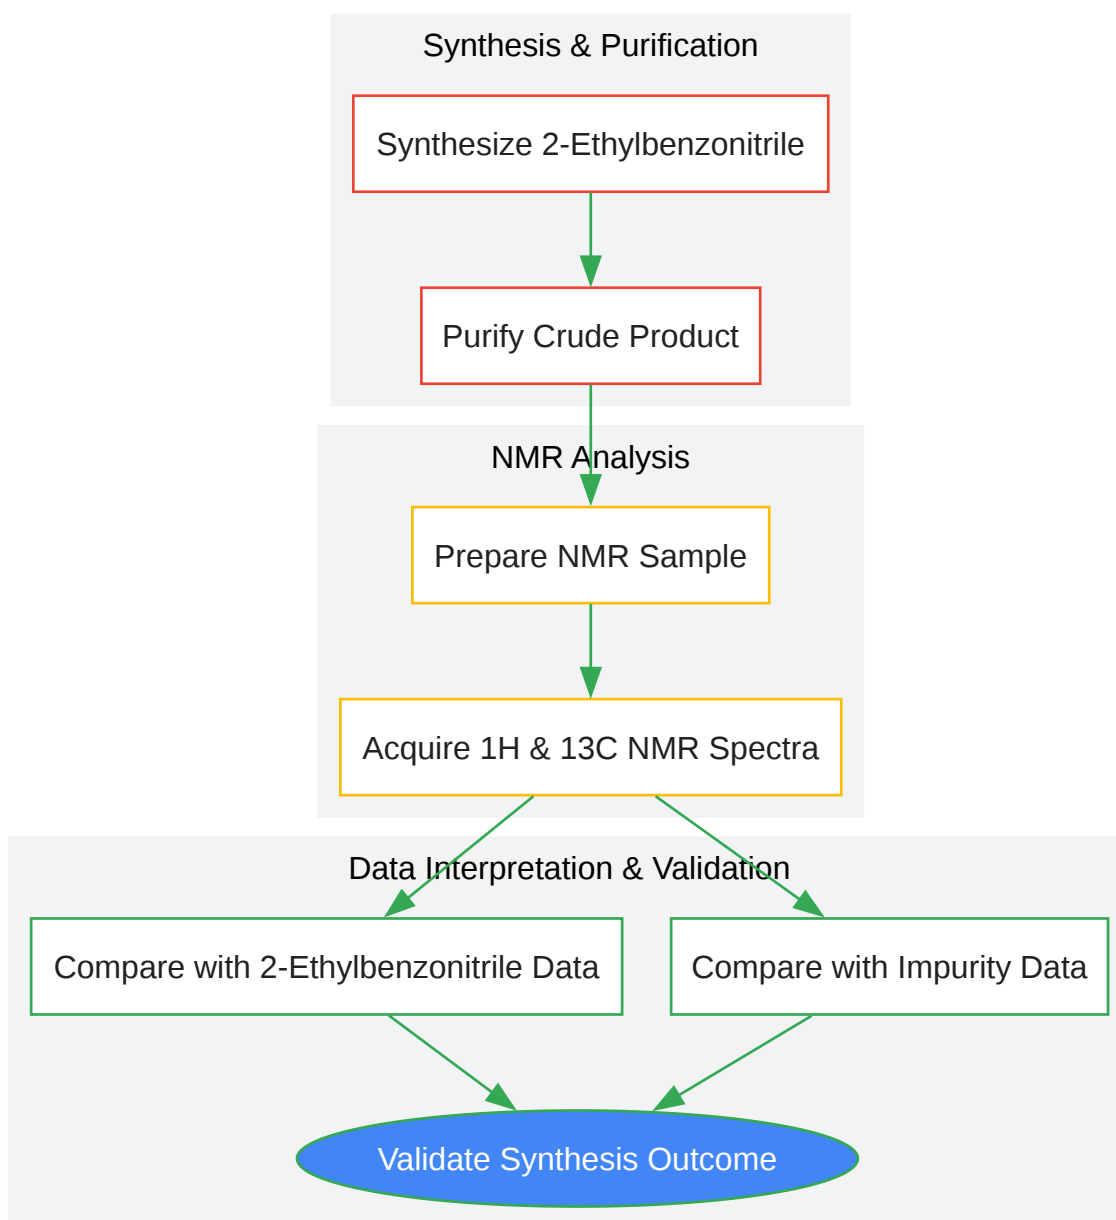 Synthesis & Purification
Synthesize 2-Ethylbenzonitrile
Purify Crude Product
NMR Analysis
Prepare NMR Sample
Acquire 1H & 13C NMR Spectra
Data Interpretation & Validation
Compare with 2-Ethylbenzonitrile Data
Compare with Impurity Data
Validate Synthesis Outcome